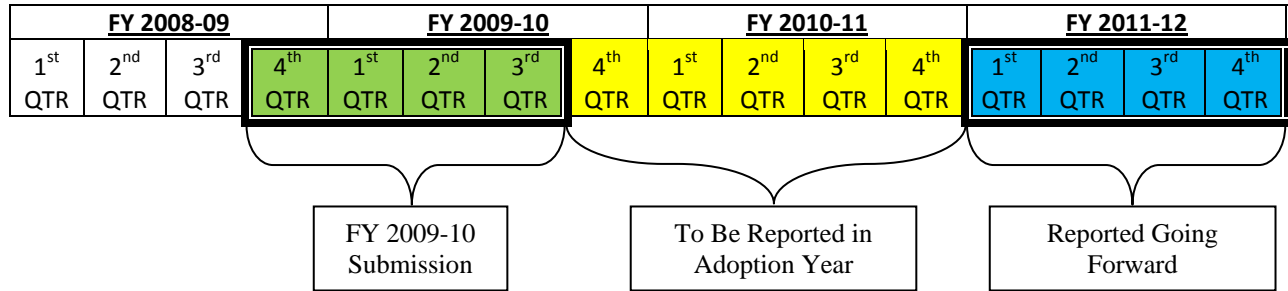 FY 2008-09 FY 2009-10 FY 2010-11 FY 2011-12
1st 2nd 3rd 4th 1st 2nd 3rd 4th 1st 2nd 3rd 4th 1st 2nd 3rd 4th
QTR QTR QTR QTR QTR QTR QTR QTR QTR QTR QTR QTR QTR QTR QTR QTR
FY 2009-10 To Be Reported in Reported Going
Submission Adoption Year Forward